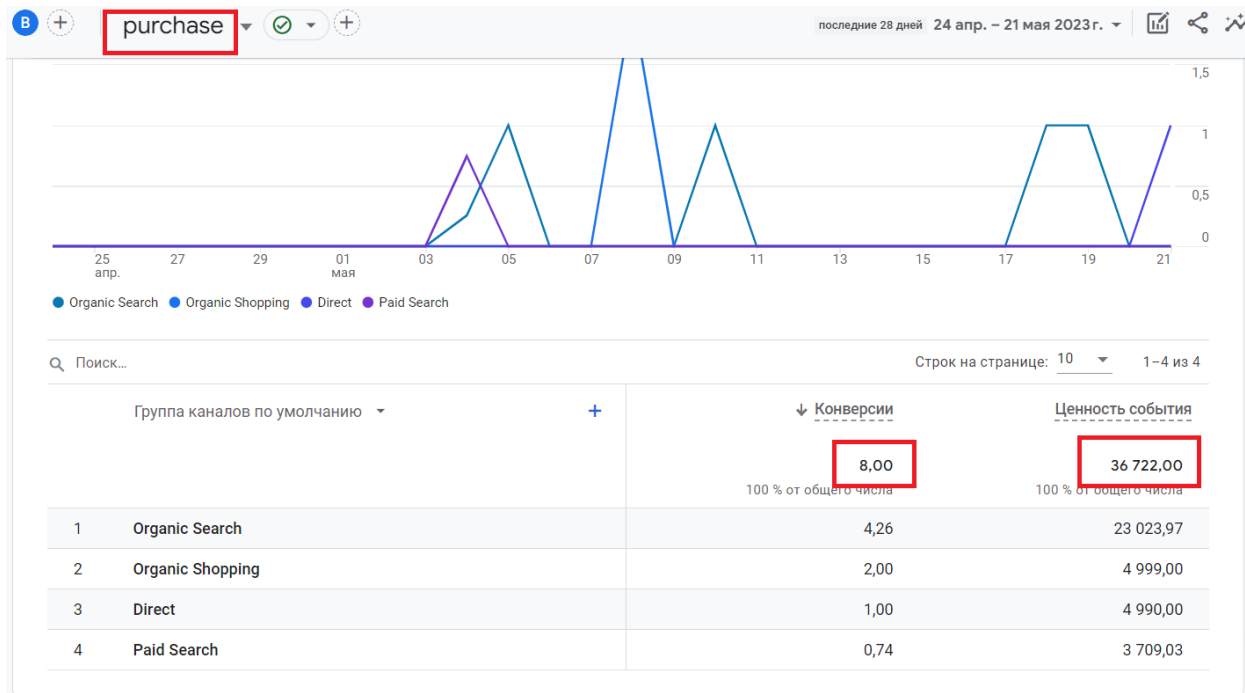 B purchase последние 28 дней 24 апр. – 21 мая 2023 г.
1,5
1
0,5
0
25 27 29 01 03 05 07 09 11 13 15 17 19 21
апр. мая
Organic Search Organic Shopping Direct Paid Search
Поиск... Строк на странице: 10 1–4 из 4
Группа каналов по умолчанию + ↓ Конверсии Ценность события
8,00 36 722,00
100 % от общего числа 100 % от общего числа
1 Organic Search 4,26 23 023,97
2 Organic Shopping 2,00 4 999,00
3 Direct 1,00 4 990,00
4 Paid Search 0,74 3 709,03